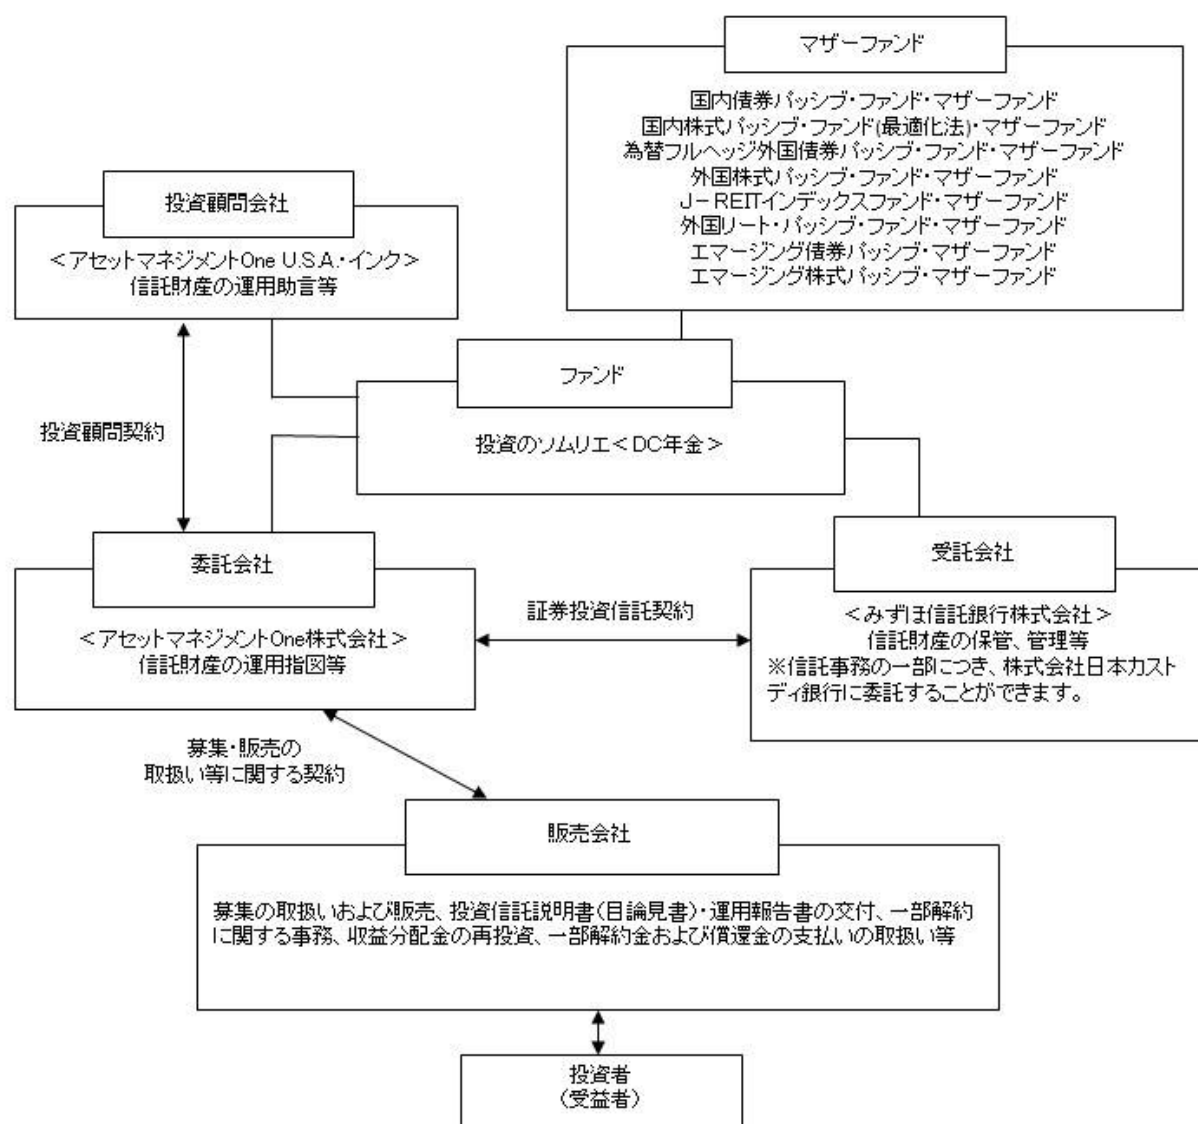 マザーファンド
国内債券パッシブ・ファンド・マザーファンド
国内株式パッシブ・ファンド(最適化法)・マザーファンド
為替フルヘッジ外国債券パッシブ・ファンド・マザーファンド
外国株式パッシブ・ファンド・マザーファンド
J－REITインデックスファンド・マザーファンド
外国リート・パッシブ・ファンド・マザーファンド
エマージング債券パッシブ・マザーファンド
エマージング株式パッシブ・マザーファンド
投資顧問会社
＜アセットマネジメントOne U.S.A.・インク＞
信託財産の運用助言等
ファンド
投資のソムリエ＜DC年金＞
投資顧問契約
委託会社
＜アセットマネジメントOne株式会社＞
信託財産の運用指図等
証券投資信託契約
受託会社
＜みずほ信託銀行株式会社＞
信託財産の保管、管理等
※信託事務の一部につき、株式会社日本カスト
ディ銀行に委託することができます。
募集・販売の
取扱い等に関する契約
販売会社
募集の取扱いおよび販売、投資信託説明書(目論見書)・運用報告書の交付、一部解約
に関する事務、収益分配金の再投資、一部解約金および償還金の支払いの取扱い等
投資者
（受益者）